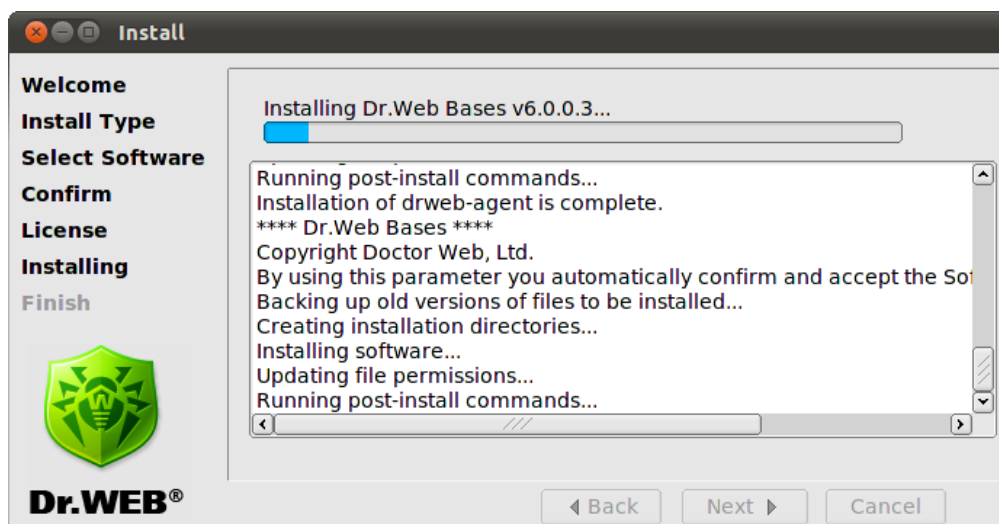 Install
Welcome
Install Type
Select Software
Confirm
License
Installing
Finish
Dr.WEB®
Installing Dr.Web Bases v6.0.0.3...
Running post-install commands...
Installation of drweb-agent is complete.
**** Dr.Web Bases ****
Copyright Doctor Web, Ltd.
By using this parameter you automatically confirm and accept the Sof
Backing up old versions of files to be installed...
Creating installation directories...
Installing software...
Updating file permissions...
Running post-install commands...
Back
Next
Cancel